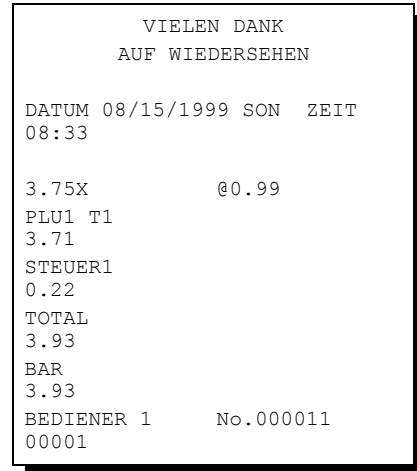 VIELEN DANK
AUF WIEDERSEHEN
DATUM 08/15/1999 SON ZEIT
08:33
3.75X @0.99
PLU1 T1
3.71
STEUER1
0.22
TOTAL
3.93
BAR
3.93
BEDIENER 1 No.000011
00001